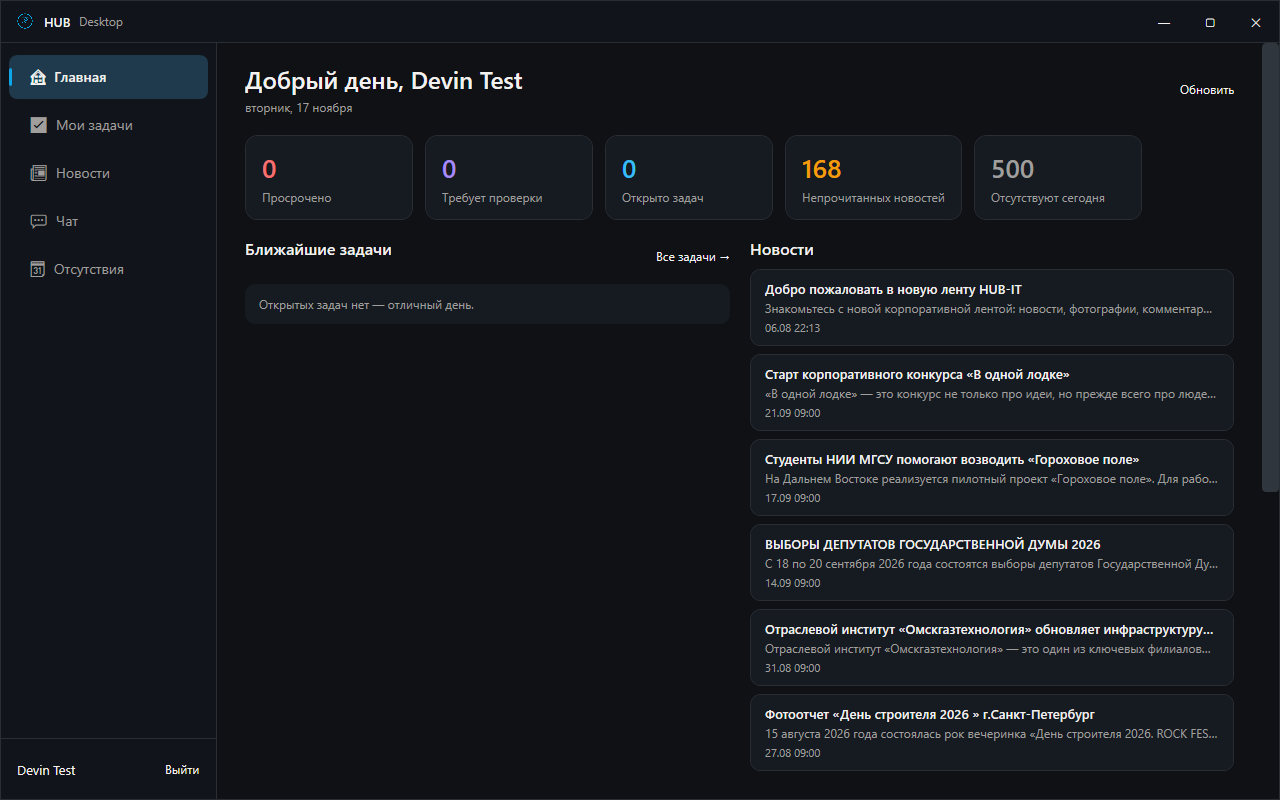 HUB Desktop
Главная
Мои задачи
Новости
Чат
31 Отсутствия
Devin Test
Выйти
Добрый день, Devin Test
вторник, 17 ноября
Обновить
0
Просрочено
0
Требует проверки
0
Открыто задач
168
Непрочитанных новостей
500
Отсутствуют сегодня
Ближайшие задачи
Все задачи →
Открытых задач нет — отличный день.
Новости
Добро пожаловать в новую ленту HUB-IT
Знакомьтесь с новой корпоративной лентой: новости, фотографии, комментар...
06.08 22:13
Старт корпоративного конкурса «В одной лодке»
«В одной лодке» — это конкурс не только про идеи, но прежде всего про люде...
21.09 09:00
Студенты НИИ МГСУ помогают возводить «Гороховое поле»
На Дальнем Востоке реализуется пилотный проект «Гороховое поле». Для рабо...
17.09 09:00
ВЫБОРЫ ДЕПУТАТОВ ГОСУДАРСТВЕННОЙ ДУМЫ 2026
С 18 по 20 сентября 2026 года состоятся выборы депутатов Государственной Ду...
14.09 09:00
Отраслевой институт «Омскгазтехнология» обновляет инфраструктуру...
Отраслевой институт «Омскгазтехнология» — это один из ключевых филиалов...
31.08 09:00
Фотоотчет «День строителя 2026 » г.Санкт-Петербург
15 августа 2026 года состоялась рок вечеринка «День строителя 2026. ROCK FES...
27.08 09:00